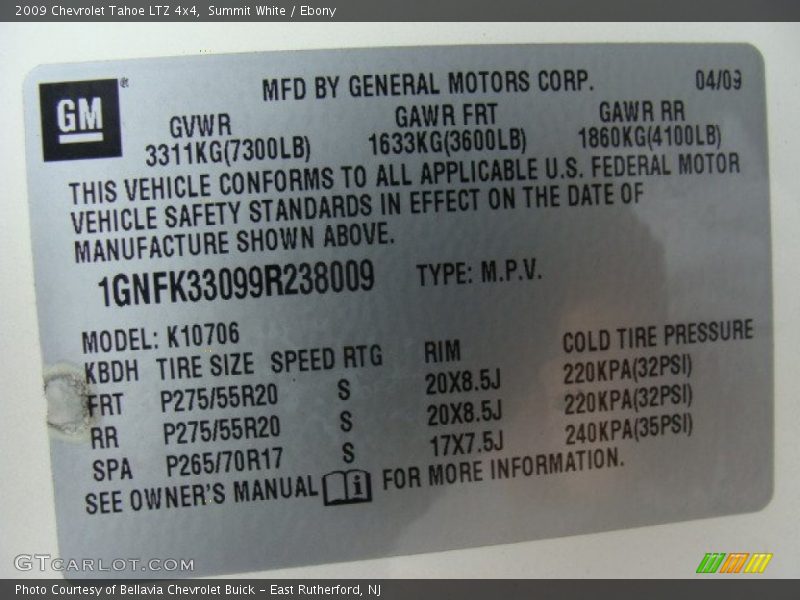 2009 Chevrolet Tahoe LTZ 4x4, Summit White / Ebony
GM®
MFD BY GENERAL MOTORS CORP. 04/09
GVWR GAWR FRT GAWR RR
3311KG(7300LB) 1633KG(3600LB) 1860KG(4100LB)
THIS VEHICLE CONFORMS TO ALL APPLICABLE U.S. FEDERAL MOTOR
VEHICLE SAFETY STANDARDS IN EFFECT ON THE DATE OF
MANUFACTURE SHOWN ABOVE.
1GNFK33099R238009 TYPE: M.P.V.
MODEL: K10706
KBDH TIRE SIZE SPEED RTG RIM COLD TIRE PRESSURE
FRT P275/55R20 S 20X8.5J 220KPA(32PSI)
RR P275/55R20 S 20X8.5J 220KPA(32PSI)
SPA P265/70R17 S 17X7.5J 240KPA(35PSI)
SEE OWNER'S MANUAL i FOR MORE INFORMATION.
GTCARLOT.COM
Photo Courtesy of Bellavia Chevrolet Buick - East Rutherford, NJ